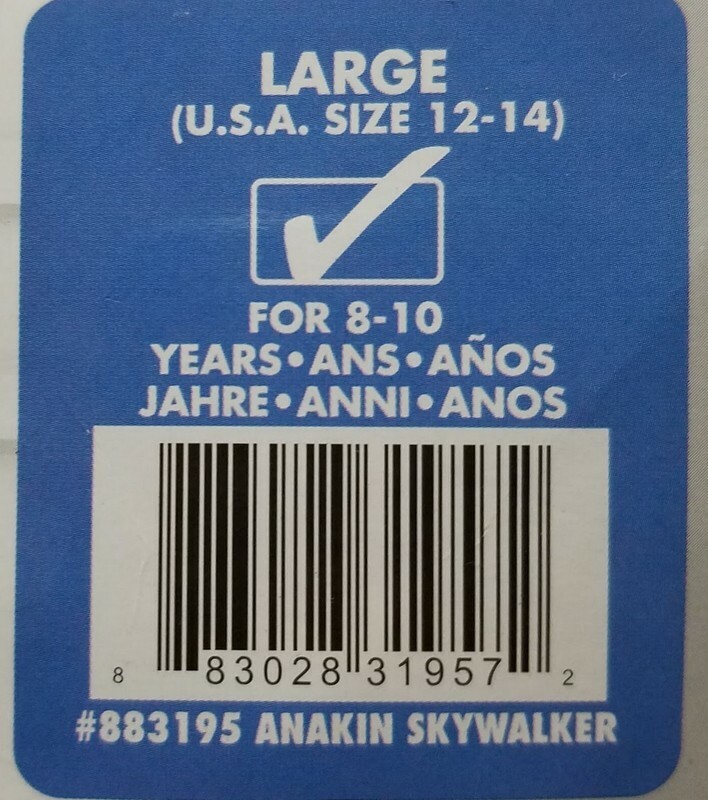 LARGE
(U.S.A. SIZE 12-14)
FOR 8-10
YEARS•ANS•AÑOS
JAHRE•ANNI•ANOS
8 83028 31957 2
#883195 ANAKIN SKYWALKER